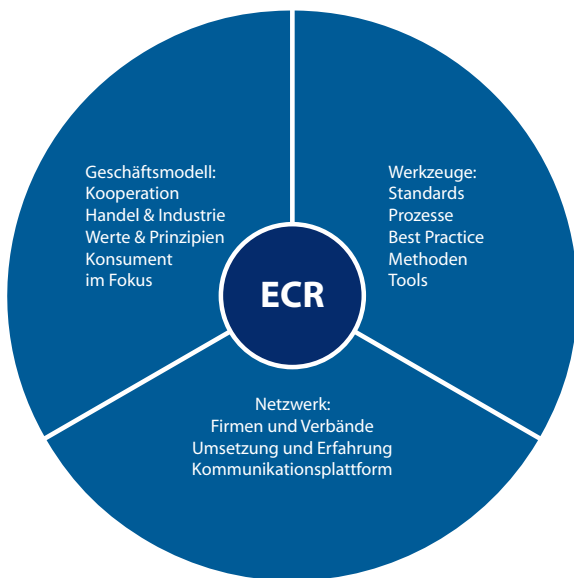 Geschäftsmodell:
Kooperation
Handel & Industrie
Werte & Prinzipien
Konsument
im Fokus
Werkzeuge:
Standards
Prozesse
Best Practice
Methoden
Tools
ECR
Netzwerk:
Firmen und Verbände
Umsetzung und Erfahrung
Kommunikationsplattform